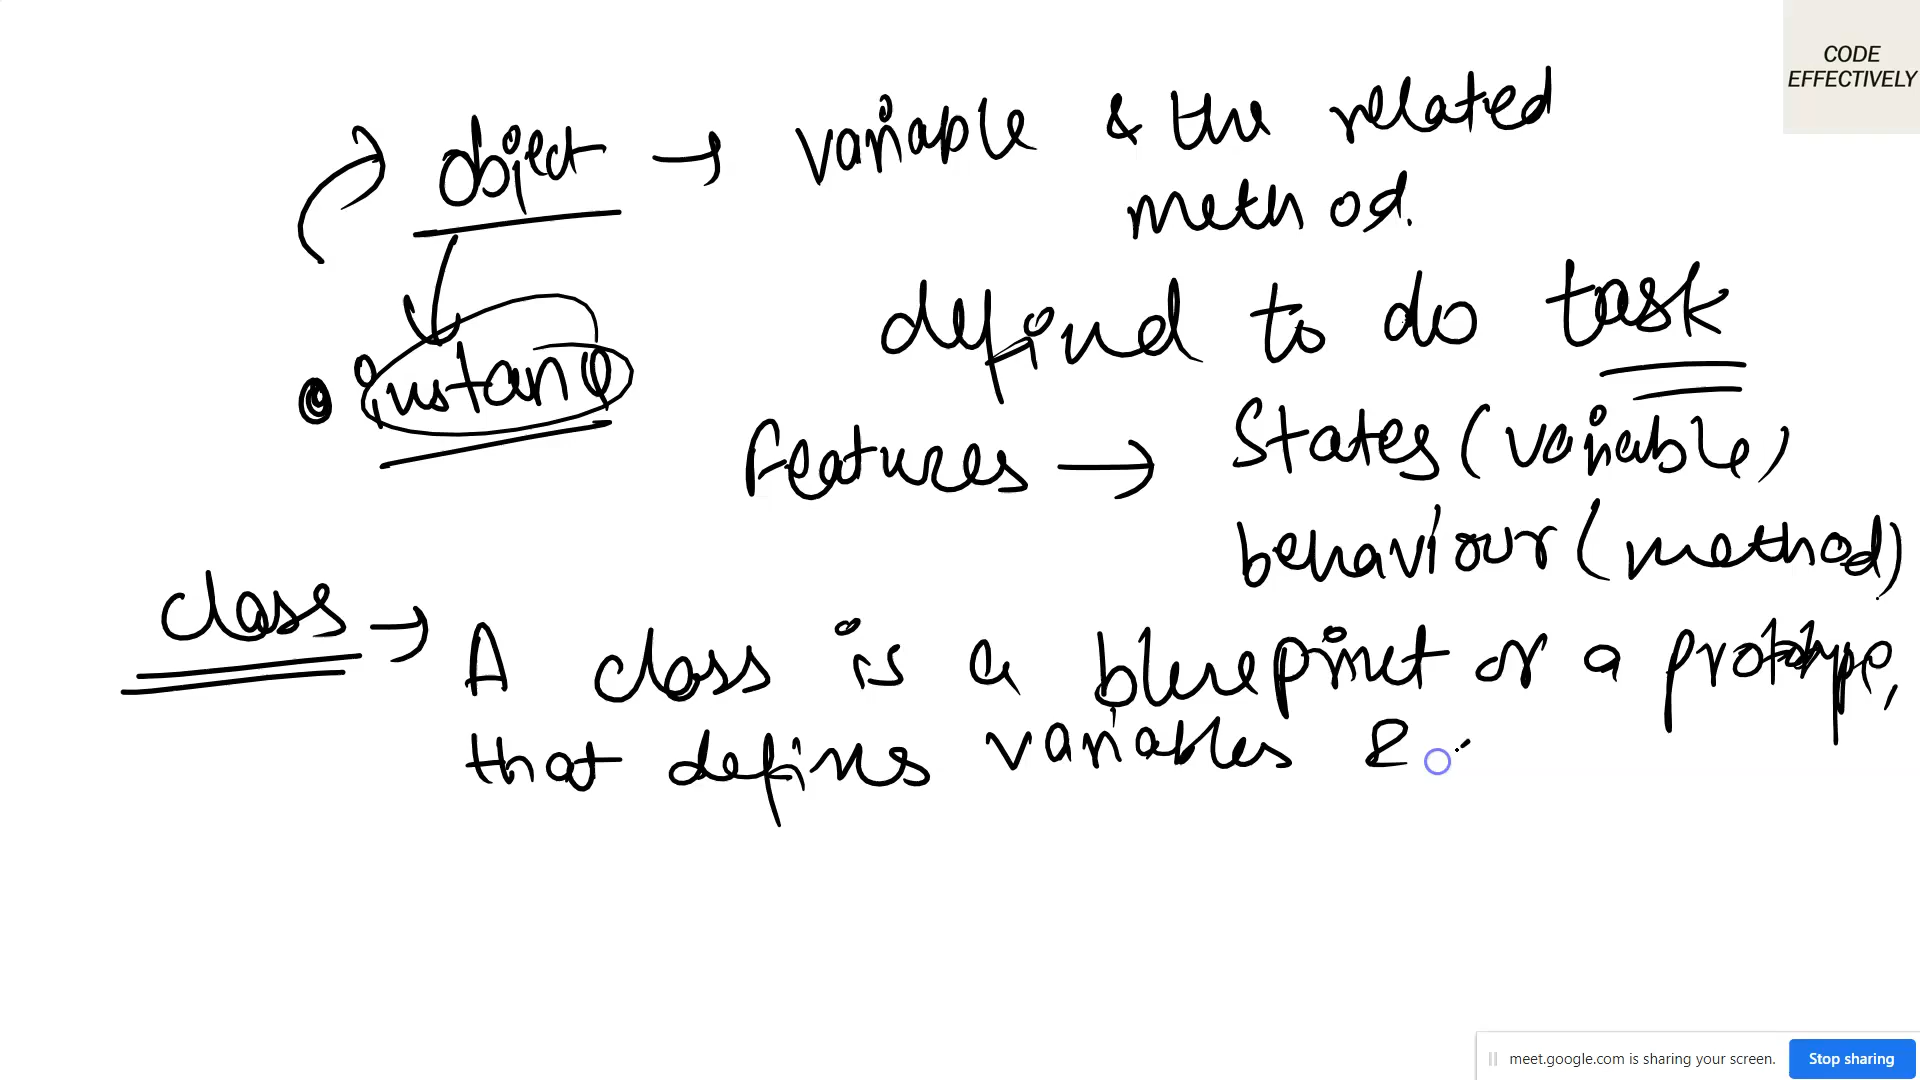 CODE
EFFECTIVELY
object → variable & the related
method.
defined to do task
instance
features → States (variable)
behaviour (method)
class → A class is a blueprint or a prototype,
that defines variables &
meet.google.com is sharing your screen.
Stop sharing